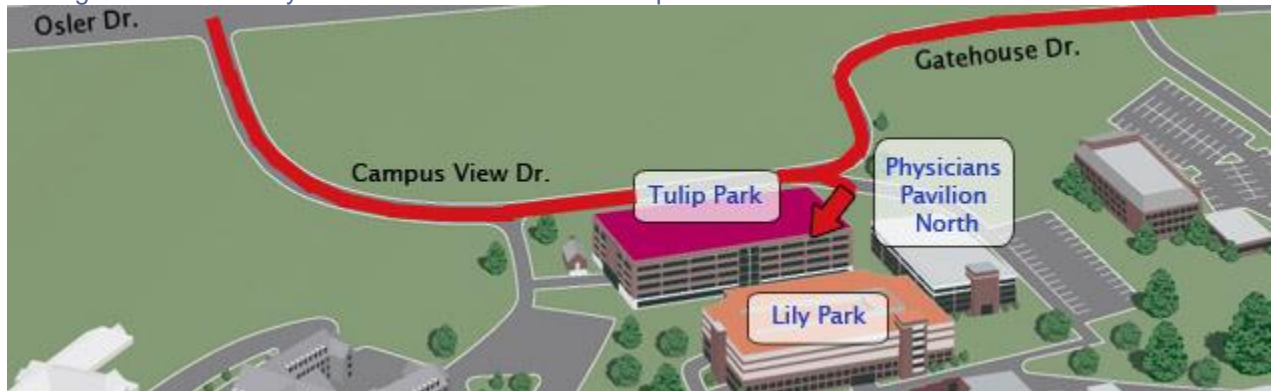 Osler Dr.
Gatehouse Dr.
Campus View Dr.
Tulip Park
Physicians
Pavilion
North
Lily Park